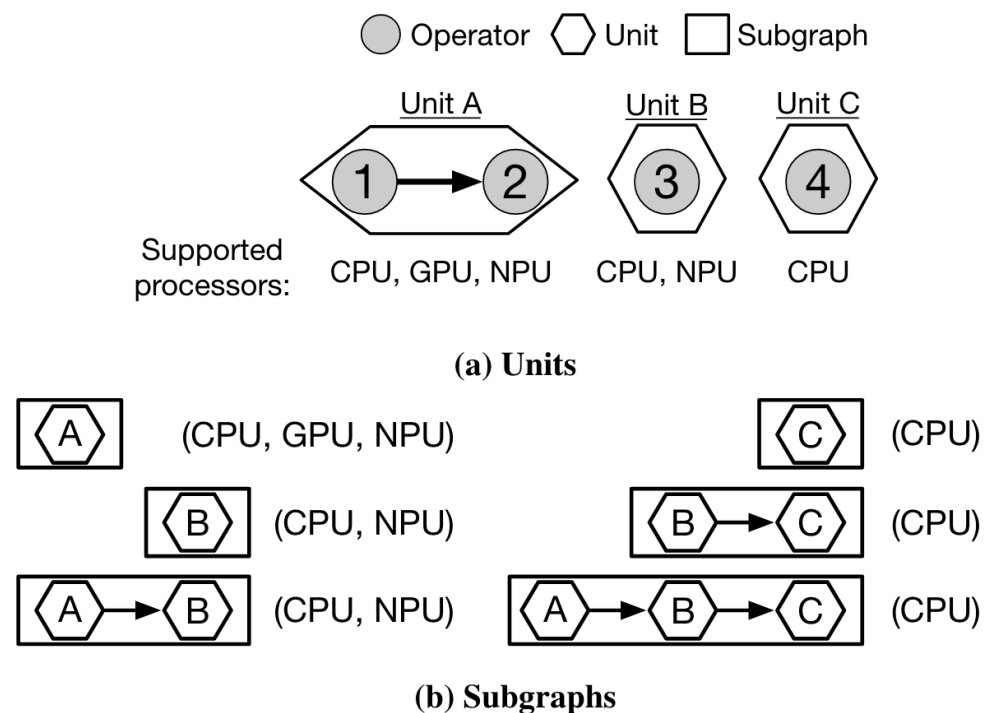 Operator Unit Subgraph
Unit A Unit B Unit C
1 2 3 4
Supported
processors:
CPU, GPU, NPU CPU, NPU CPU
(a) Units
A (CPU, GPU, NPU) C (CPU)
B (CPU, NPU) B C (CPU)
A B (CPU, NPU) A B C (CPU)
(b) Subgraphs